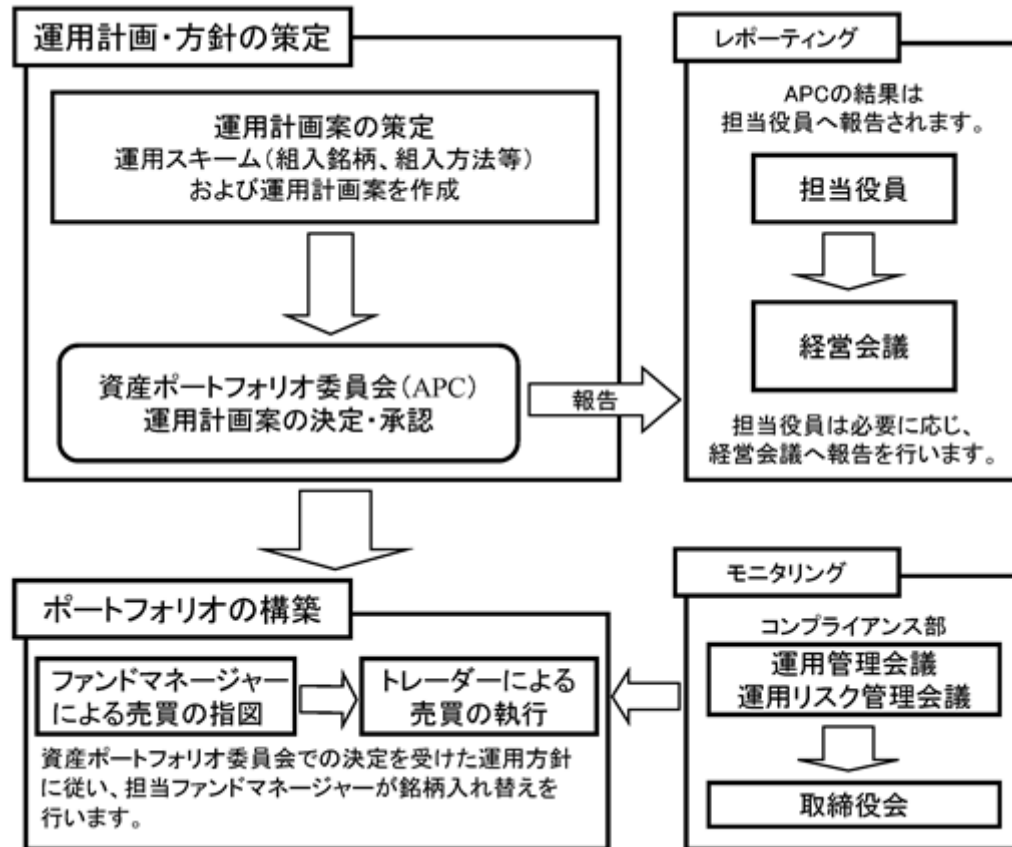 運用計画・方針の策定
運用計画案の策定
運用スキーム（組入銘柄、組入方法等）
および運用計画案を作成
資産ポートフォリオ委員会（APC）
運用計画案の決定・承認
報告
レポーティング
APCの結果は
担当役員へ報告されます。
担当役員
経営会議
担当役員は必要に応じ、
経営会議へ報告を行います。
ポートフォリオの構築
ファンドマネージャー
による売買の指図
トレーダーによる
売買の執行
資産ポートフォリオ委員会での決定を受けた運用方針
に従い、担当ファンドマネージャーが銘柄入れ替えを
行います。
モニタリング
コンプライアンス部
運用管理会議
運用リスク管理会議
取締役会